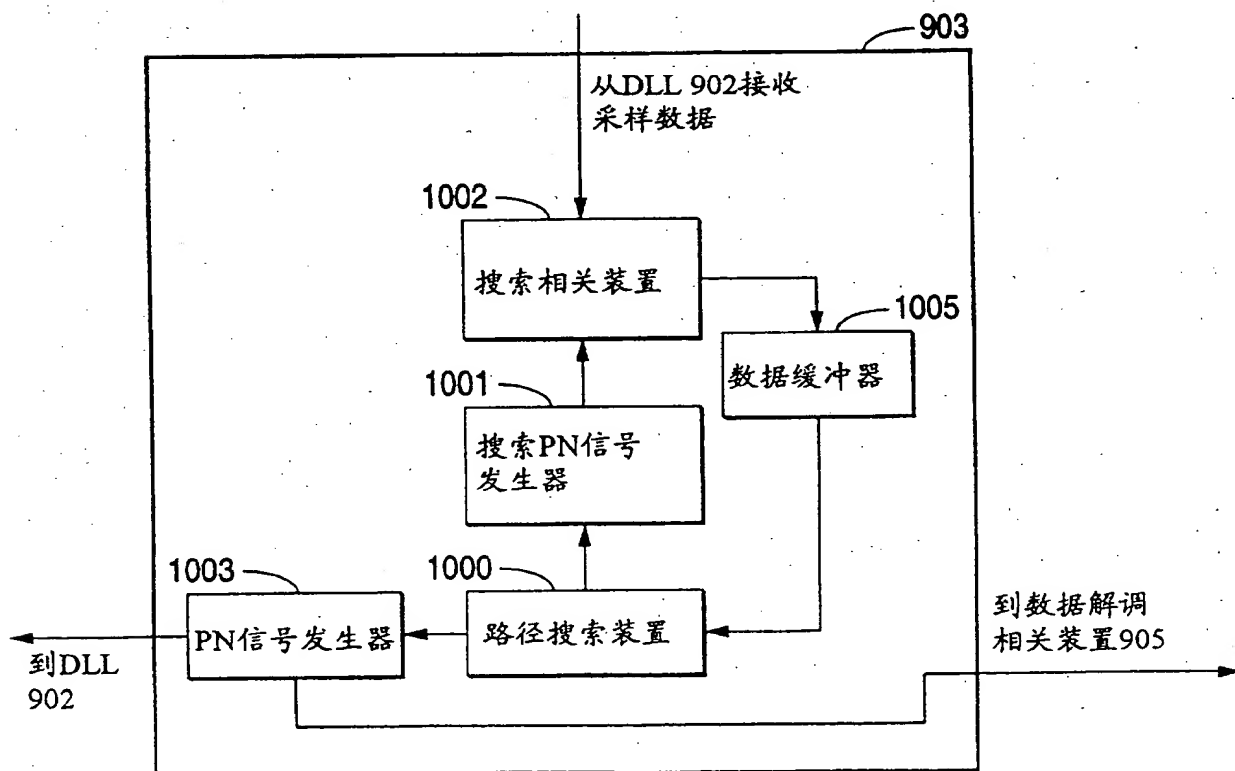 903
从DLL 902接收
采样数据
1002
搜索相关装置
1005
数据缓冲器
1001
搜索PN信号
发生器
1003
1000
PN信号发生器
路径搜索装置
到DLL
902
到数据解调
相关装置905